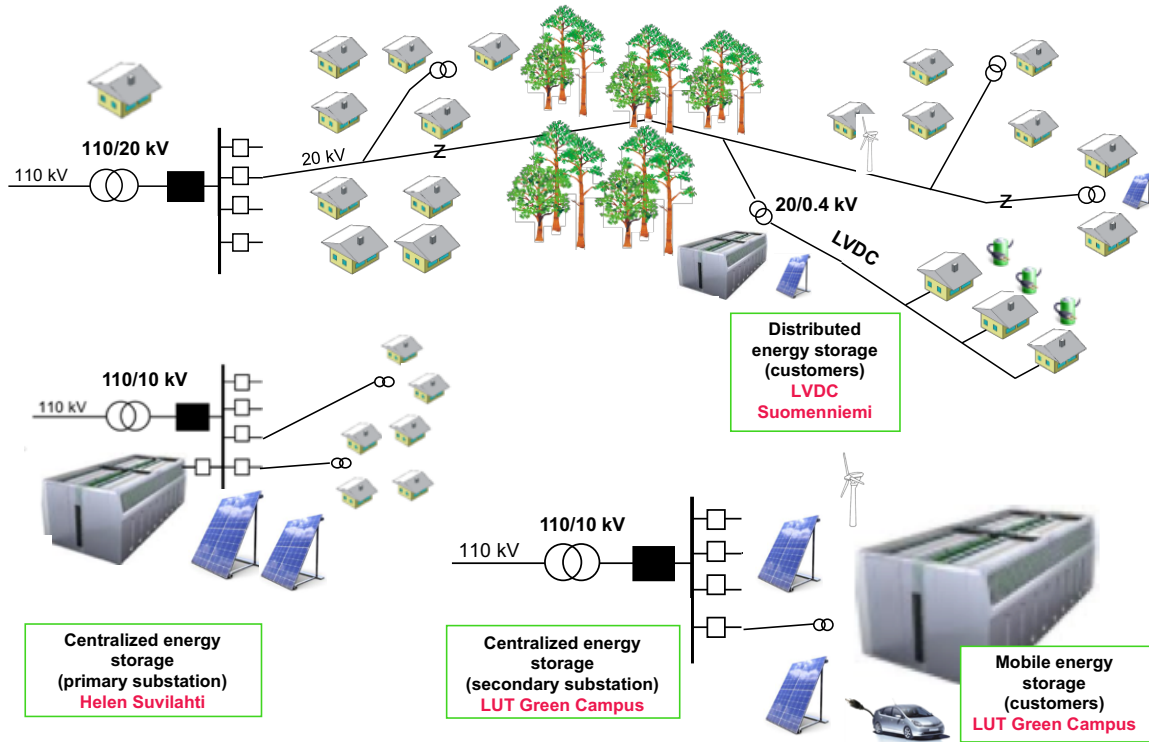 110/20 kV
110 kV
20 kV
Z
Z
20/0.4 kV
LVDC
Distributed
energy storage
(customers)
LVDC
Suomenniemi
110/10 kV
110 kV
Centralized energy
storage
(primary substation)
Helen Suvilahti
110/10 kV
110 kV
Centralized energy
storage
(secondary substation)
LUT Green Campus
Mobile energy
storage
(customers)
LUT Green Campus